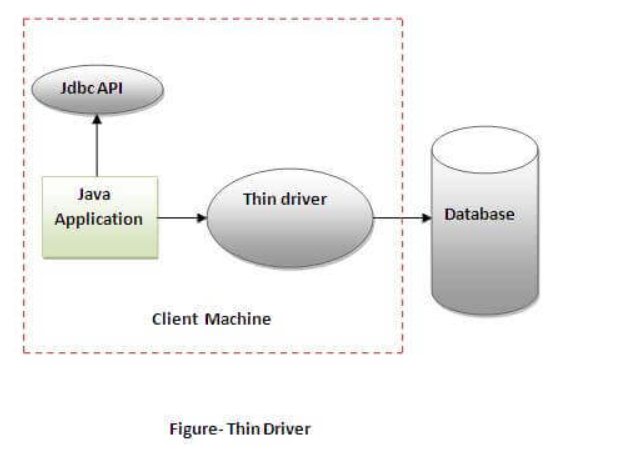 Jdbc API
Java
Application
Thin driver
Database
Client Machine
Figure- Thin Driver